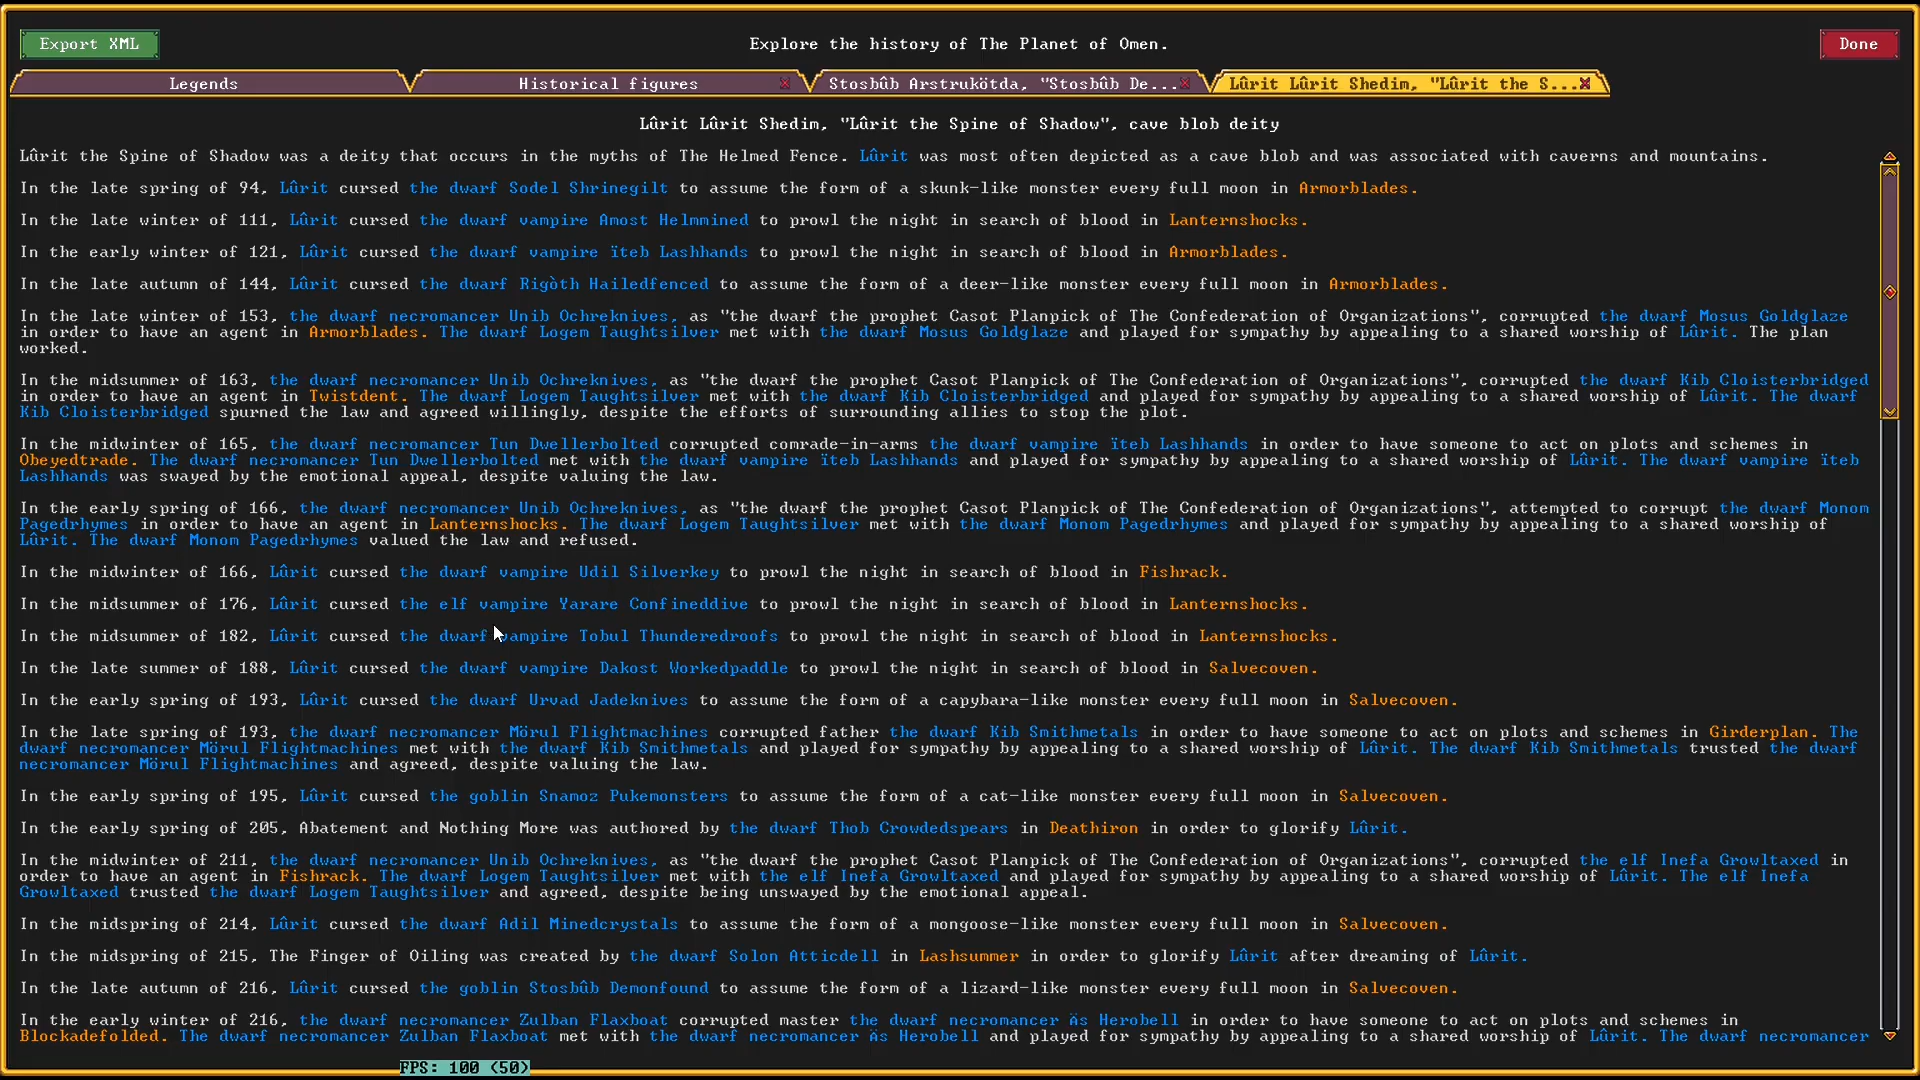 Export XML
Explore the history of The Planet of Omen.
Done
Legends
Historical figures
Stosbûb Arstrukötda, "Stosbûb De...
Lûrit Lûrit Shedim, "Lûrit the S...
Lûrit Lûrit Shedim, "Lûrit the Spine of Shadow", cave blob deity
Lûrit the Spine of Shadow was a deity that occurs in the myths of The Helmed Fence. Lûrit was most often depicted as a cave blob and was associated with caverns and mountains.
In the late spring of 94, Lûrit cursed the dwarf Sodel Shrinegilt to assume the form of a skunk-like monster every full moon in Armorblades.
In the late winter of 111, Lûrit cursed the dwarf vampire Amost Helmmined to prowl the night in search of blood in Lanternshocks.
In the early winter of 121, Lûrit cursed the dwarf vampire ïteb Lashhands to prowl the night in search of blood in Armorblades.
In the late autumn of 144, Lûrit cursed the dwarf Rigòth Hailedfenced to assume the form of a deer-like monster every full moon in Armorblades.
In the late winter of 153, the dwarf necromancer Unib Ochreknives, as "the dwarf the prophet Casot Planpick of The Confederation of Organizations", corrupted the dwarf Mosus Goldglaze
in order to have an agent in Armorblades. The dwarf Logem Taughtsilver met with the dwarf Mosus Goldglaze and played for sympathy by appealing to a shared worship of Lûrit. The plan
worked.
In the midsummer of 163, the dwarf necromancer Unib Ochreknives, as "the dwarf the prophet Casot Planpick of The Confederation of Organizations", corrupted the dwarf Kib Cloisterbridged
in order to have an agent in Twistdent. The dwarf Logem Taughtsilver met with the dwarf Kib Cloisterbridged and played for sympathy by appealing to a shared worship of Lûrit. The dwarf
Kib Cloisterbridged spurned the law and agreed willingly, despite the efforts of surrounding allies to stop the plot.
In the midwinter of 165, the dwarf necromancer Tun Dwellerbolted corrupted comrade-in-arms the dwarf vampire ïteb Lashhands in order to have someone to act on plots and schemes in
Obeyedtrade. The dwarf necromancer Tun Dwellerbolted met with the dwarf vampire ïteb Lashhands and played for sympathy by appealing to a shared worship of Lûrit. The dwarf vampire ïteb
Lashhands was swayed by the emotional appeal, despite valuing the law.
In the early spring of 166, the dwarf necromancer Unib Ochreknives, as "the dwarf the prophet Casot Planpick of The Confederation of Organizations", attempted to corrupt the dwarf Monom
Pagedrhymes in order to have an agent in Lanternshocks. The dwarf Logem Taughtsilver met with the dwarf Monom Pagedrhymes and played for sympathy by appealing to a shared worship of
Lûrit. The dwarf Monom Pagedrhymes valued the law and refused.
In the midwinter of 166, Lûrit cursed the dwarf vampire Udil Silverkey to prowl the night in search of blood in Fishrack.
In the midsummer of 176, Lûrit cursed the elf vampire Yarare Confineddive to prowl the night in search of blood in Lanternshocks.
In the midsummer of 182, Lûrit cursed the dwarf vampire Tobul Thunderedroofs to prowl the night in search of blood in Lanternshocks.
In the late summer of 188, Lûrit cursed the dwarf vampire Dakost Workedpaddle to prowl the night in search of blood in Salvecoven.
In the early spring of 193, Lûrit cursed the dwarf Urvad Jadeknives to assume the form of a capybara-like monster every full moon in Salvecoven.
In the late spring of 193, the dwarf necromancer Mörul Flightmachines corrupted father the dwarf Kib Smithmetals in order to have someone to act on plots and schemes in Girderplan. The
dwarf necromancer Mörul Flightmachines met with the dwarf Kib Smithmetals and played for sympathy by appealing to a shared worship of Lûrit. The dwarf Kib Smithmetals trusted the dwarf
necromancer Mörul Flightmachines and agreed, despite valuing the law.
In the early spring of 195, Lûrit cursed the goblin Snamoz Pukemonsters to assume the form of a cat-like monster every full moon in Salvecoven.
In the early spring of 205, Abatement and Nothing More was authored by the dwarf Thob Crowdedspears in Deathiron in order to glorify Lûrit.
In the midwinter of 211, the dwarf necromancer Unib Ochreknives, as "the dwarf the prophet Casot Planpick of The Confederation of Organizations", corrupted the elf Inefa Growltaxed in
order to have an agent in Fishrack. The dwarf Logem Taughtsilver met with the elf Inefa Growltaxed and played for sympathy by appealing to a shared worship of Lûrit. The elf Inefa
Growltaxed trusted the dwarf Logem Taughtsilver and agreed, despite being unswayed by the emotional appeal.
In the midspring of 214, Lûrit cursed the dwarf Adil Minedcrystals to assume the form of a mongoose-like monster every full moon in Salvecoven.
In the midspring of 215, The Finger of Oiling was created by the dwarf Solon Atticdell in Lashsummer in order to glorify Lûrit after dreaming of Lûrit.
In the late autumn of 216, Lûrit cursed the goblin Stosbûb Demonfound to assume the form of a lizard-like monster every full moon in Salvecoven.
In the early winter of 216, the dwarf necromancer Zulban Flaxboat corrupted master the dwarf necromancer Äs Herobell in order to have someone to act on plots and schemes in
Blockadefolded. The dwarf necromancer Zulban Flaxboat met with the dwarf necromancer Äs Herobell and played for sympathy by appealing to a shared worship of Lûrit. The dwarf necromancer
FPS: 100 (50)